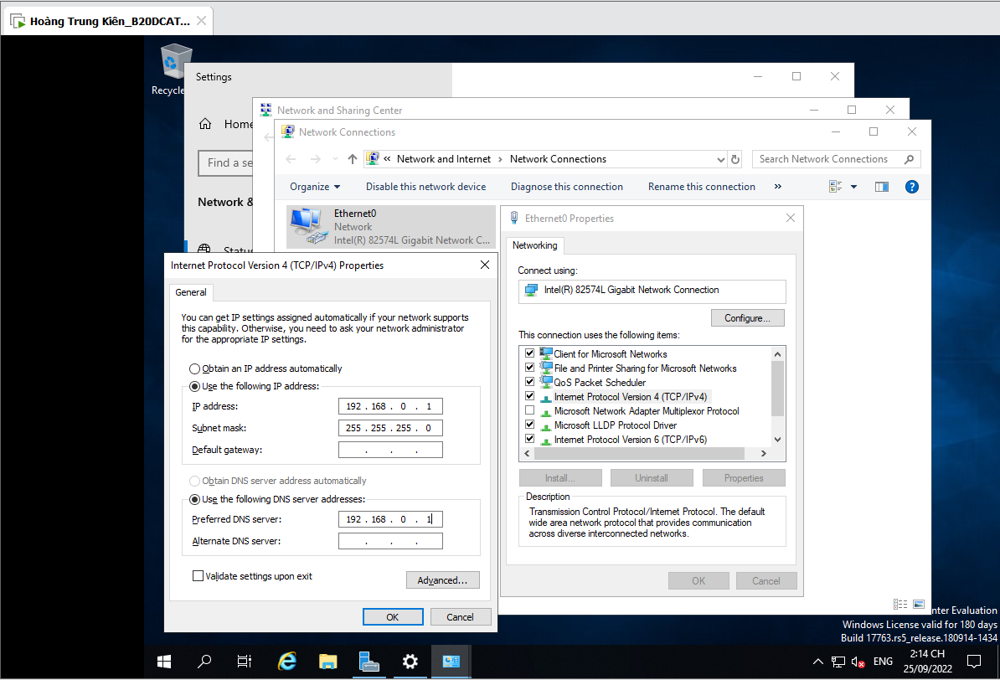 Hoàng Trung Kiên_B20DCAT...
Recycle
Settings
Home
Find a se
Network &
Status
Network and Sharing Center
Network Connections
« Network and Internet › Network Connections
Search Network Connections
Organize
Disable this network device
Diagnose this connection
Rename this connection
»
Ethernet0
Network
Intel(R) 82574L Gigabit Network C...
Ethernet0 Properties
Networking
Connect using:
Intel(R) 82574L Gigabit Network Connection
Configure...
This connection uses the following items:
Client for Microsoft Networks
File and Printer Sharing for Microsoft Networks
QoS Packet Scheduler
Internet Protocol Version 4 (TCP/IPv4)
Microsoft Network Adapter Multiplexor Protocol
Microsoft LLDP Protocol Driver
Internet Protocol Version 6 (TCP/IPv6)
Install...
Uninstall
Properties
Description
Transmission Control Protocol/Internet Protocol. The default
wide area network protocol that provides communication
across diverse interconnected networks.
OK
Cancel
Internet Protocol Version 4 (TCP/IPv4) Properties
General
You can get IP settings assigned automatically if your network supports
this capability. Otherwise, you need to ask your network administrator
for the appropriate IP settings.
Obtain an IP address automatically
Use the following IP address:
IP address: 192 . 168 . 0 . 1
Subnet mask: 255 . 255 . 255 . 0
Default gateway: . . .
Obtain DNS server address automatically
Use the following DNS server addresses:
Preferred DNS server: 192 . 168 . 0 . 1
Alternate DNS server: . . .
Validate settings upon exit
Advanced...
OK
Cancel
nter Evaluation
Windows License valid for 180 days
Build 17763.rs5_release.180914-1434
ENG
2:14 CH
25/09/2022